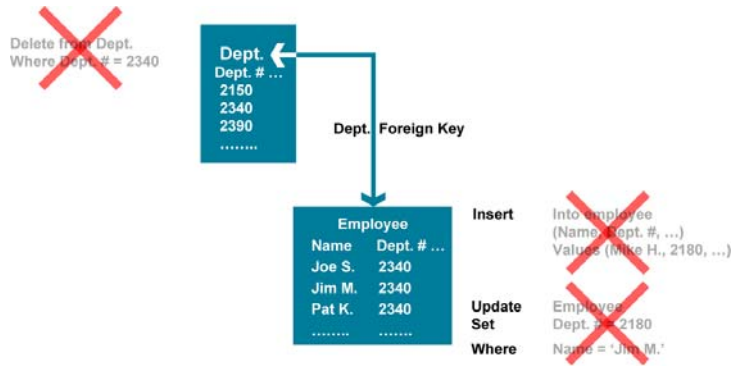 Delete from Dept.
Where Dept. # = 2340
Dept.
Dept. # ...
2150
2340
2390
........
Dept. Foreign Key
Employee
Name Dept. # ...
Joe S. 2340
Jim M. 2340
Pat K. 2340
........ .......
Insert Into employee
(Name, Dept. #, ...)
Values (Mike H., 2180, ...)
Update Employee
Set Dept. # = 2180
Where Name = 'Jim M.'